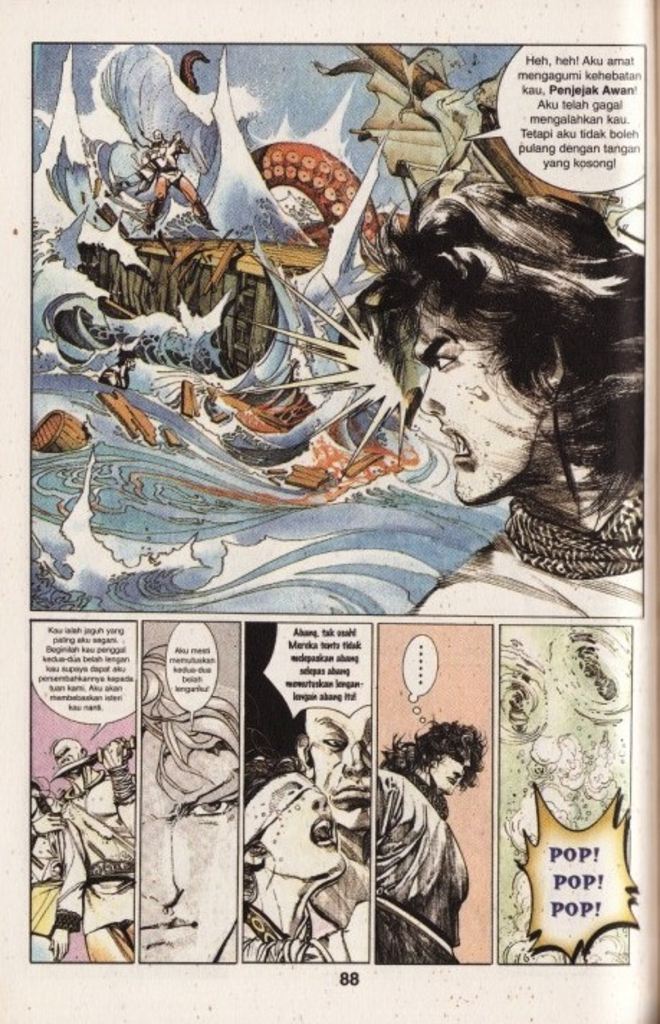 Heh, heh! Aku amat
mengagumi kehebatan
kau, Penjejak Awan!
Aku telah gagal
mengalahkan kau.
Tetapi aku tidak boleh
pulang dengan tangan
yang kosong!
Kau ialah jaguh yang
paling aku segani.
Beginilah kau penggal
kedua-dua belah lengan
kau supaya dapat aku
persembahkannya kepada
tuan kami. Aku akan
membebaskan isteri
kau nanti.
Aku mesti
memutuskan
kedua-dua
belah
lenganku!
Abang, tak usah!
Mereka tentu tidak
melepaskan abang
selepas abang
memutuskan lengan-
lengan abang itu!
......
POP!
POP!
POP!
88